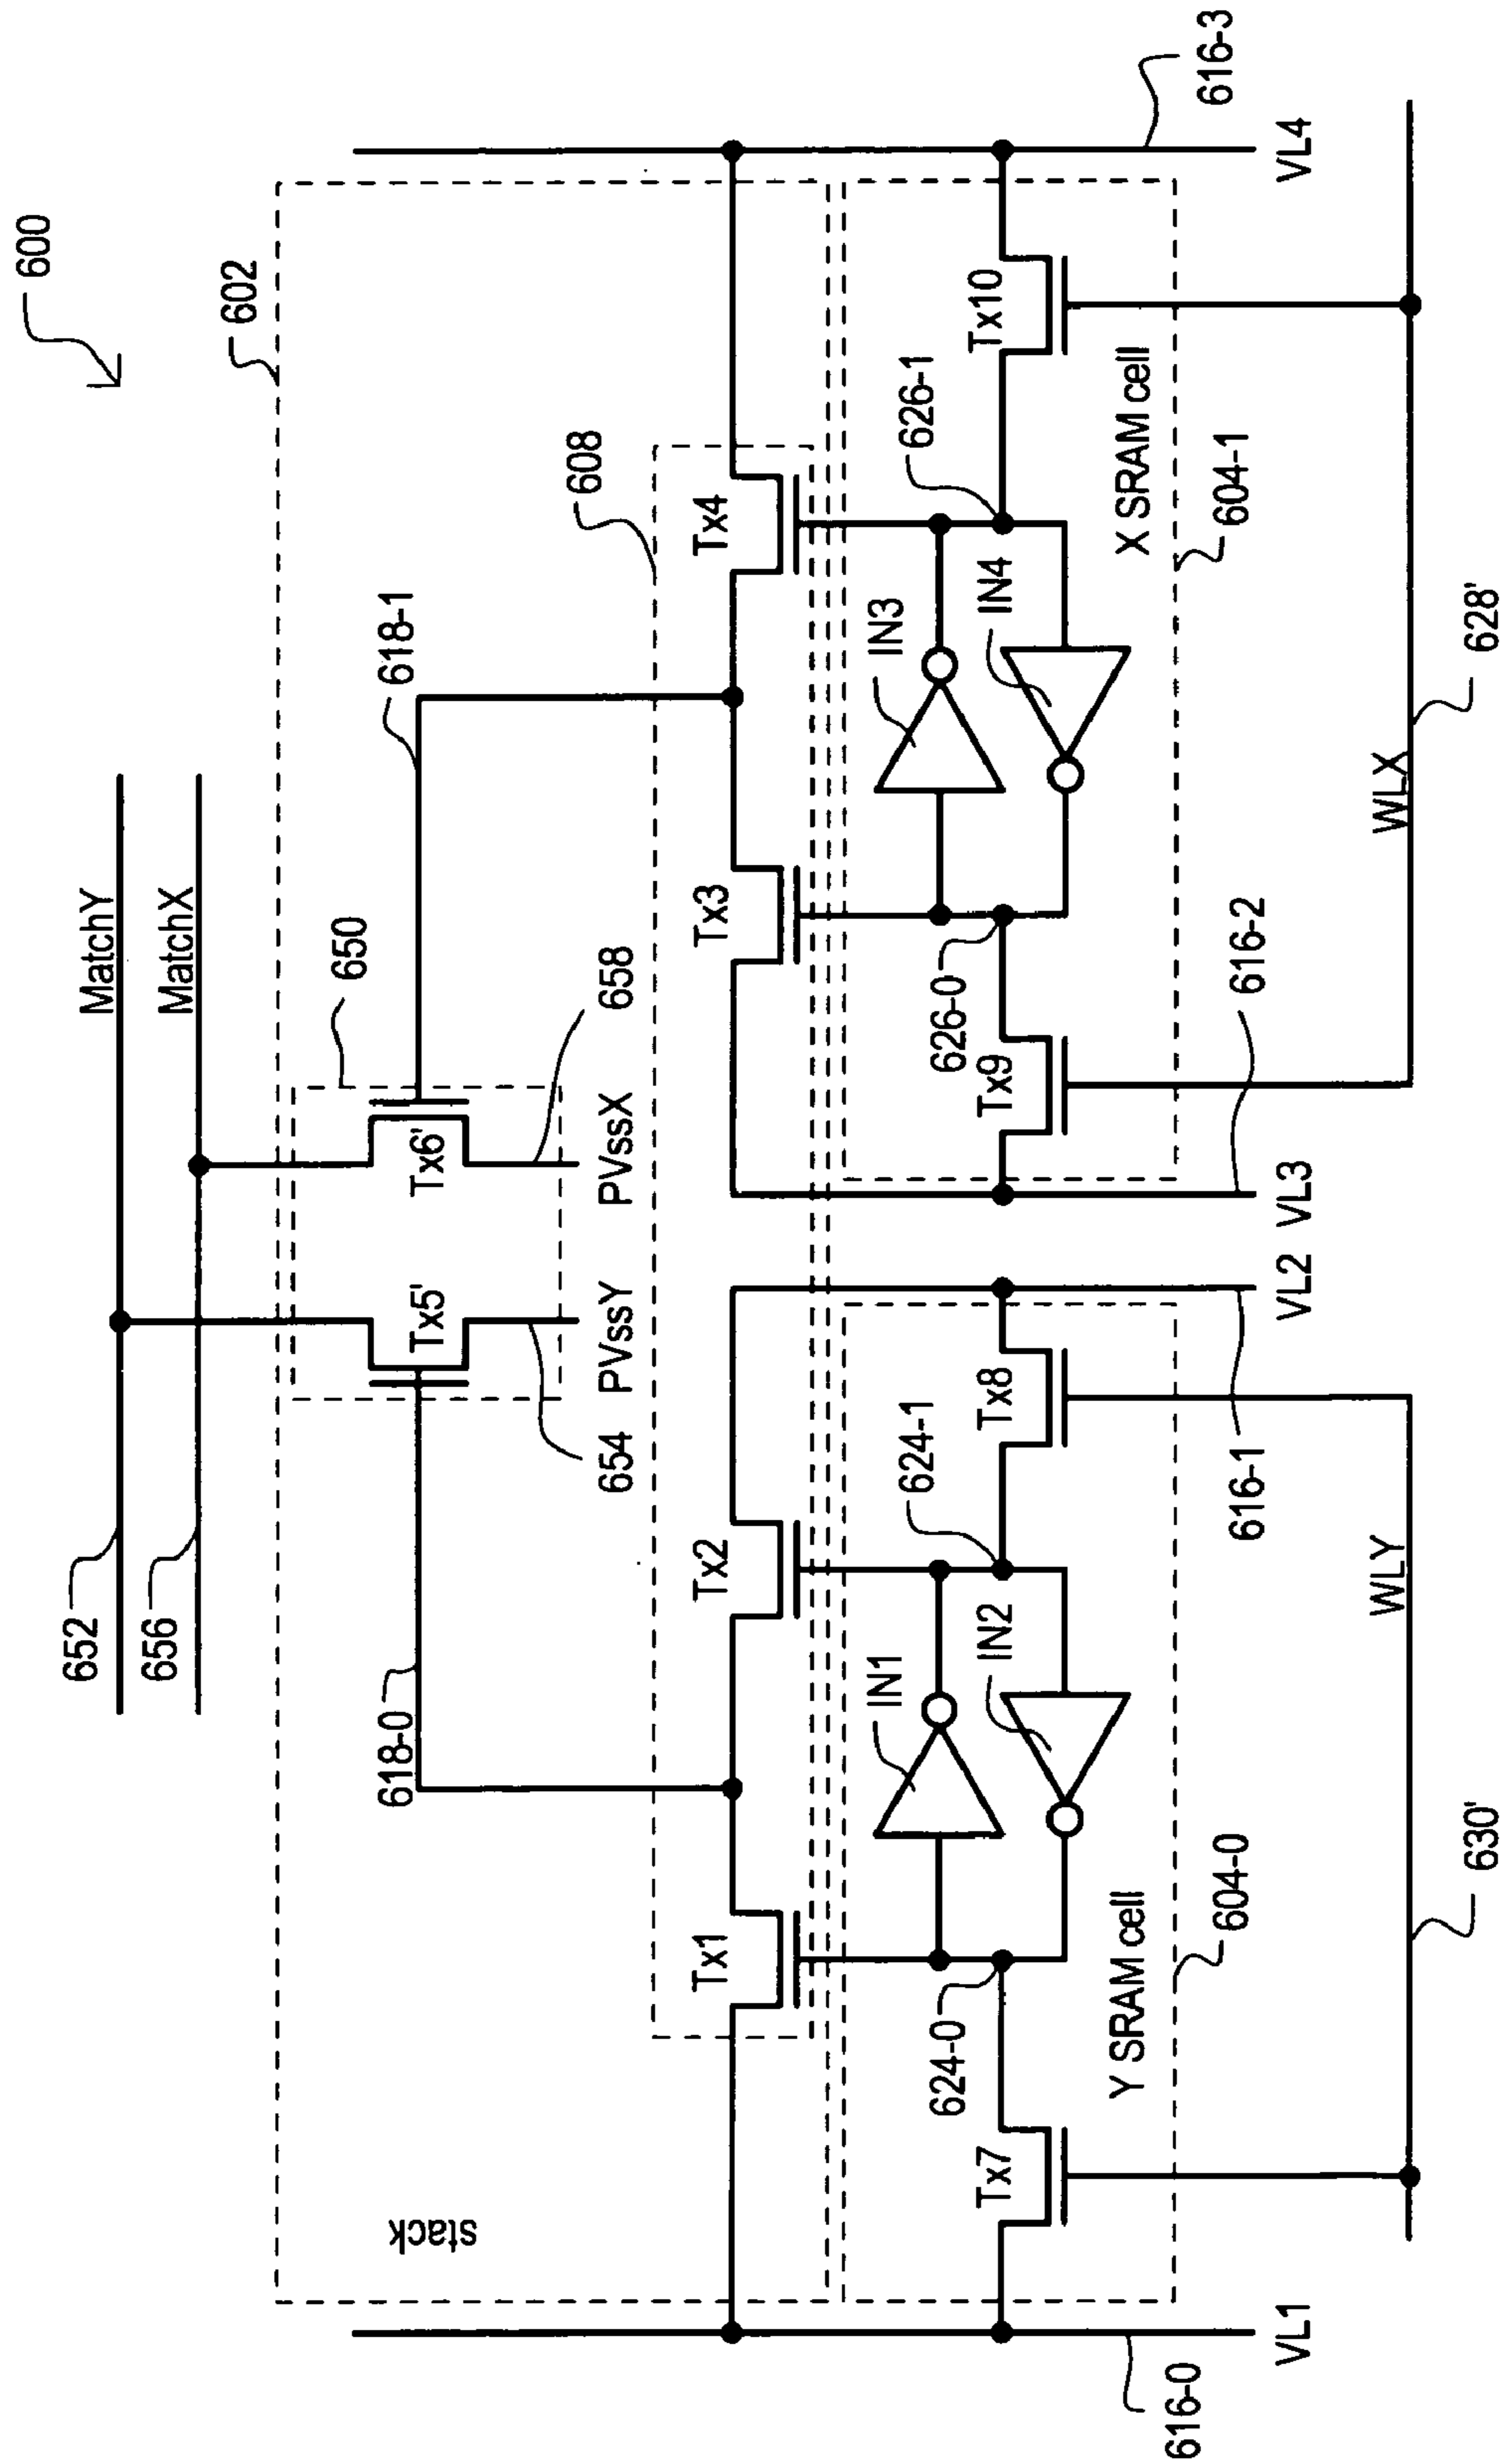 600
602
652
656
MatchY
MatchX
650
618-0
618-1
stack
Tx5'
Tx6'
654
PVssY
PVssX
658
608
Tx1
Tx2
Tx3
Tx4
616-0
VL1
Tx7
624-0
Y SRAM cell
604-0
IN1
IN2
624-1
Tx8
616-1
VL2
VL3
616-2
Tx9
626-0
IN3
IN4
626-1
Tx10
X SRAM cell
604-1
616-3
VL4
WLY
630'
WLX
628'